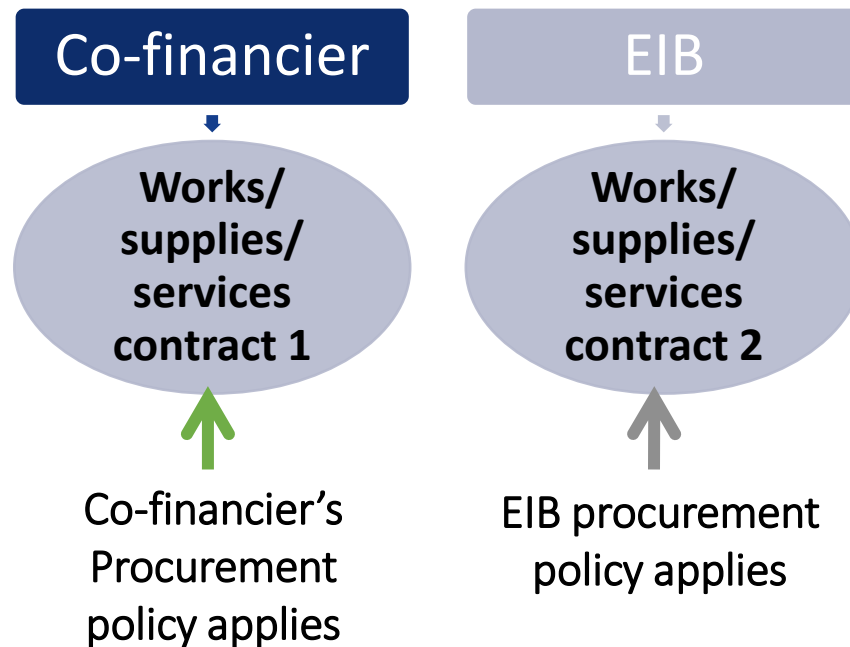 Co-financier
EIB
Works/
supplies/
services
contract 1
Works/
supplies/
services
contract 2
Co-financier’s
Procurement
policy applies
EIB procurement
policy applies